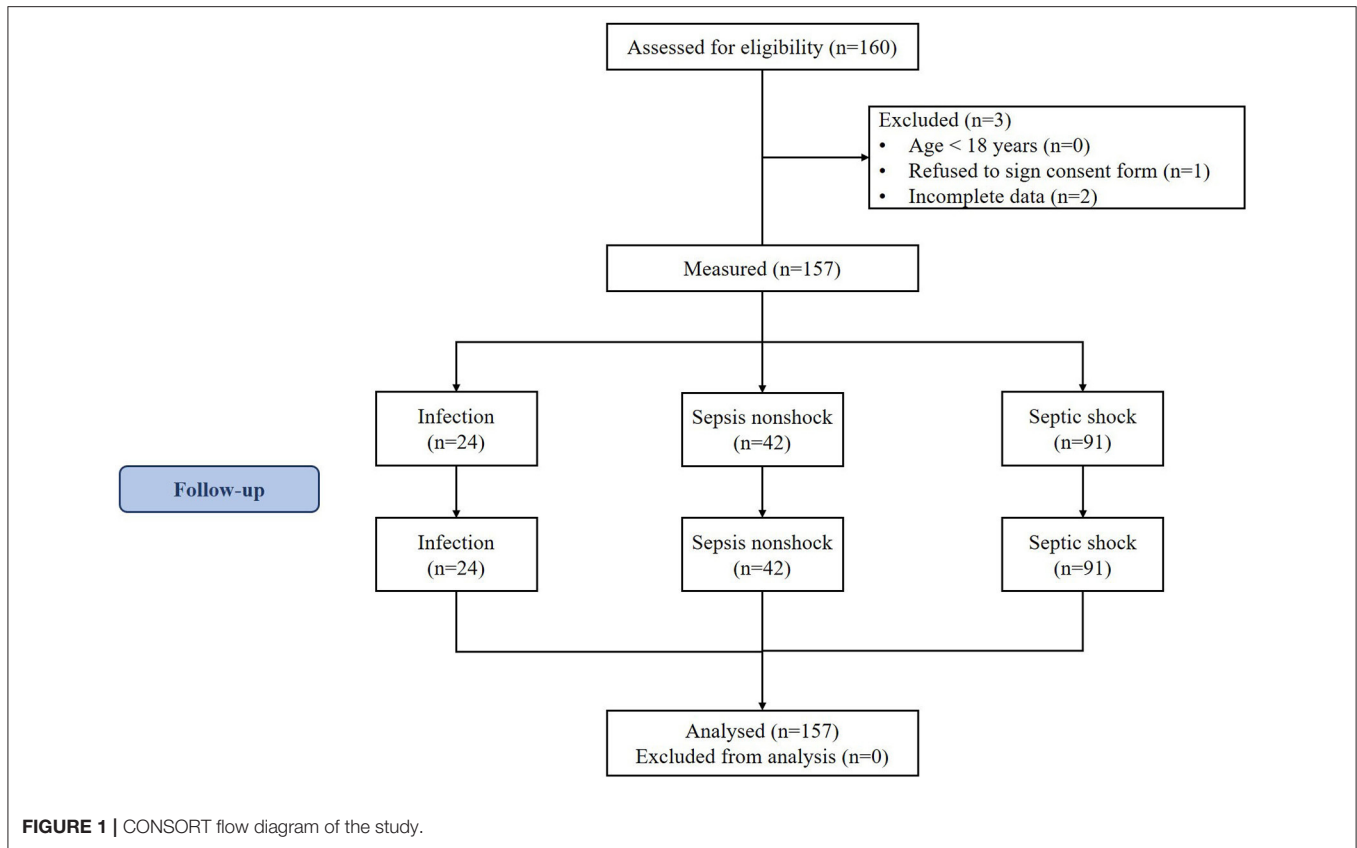 Assessed for eligibility (n=160)
Excluded (n=3)
• Age < 18 years (n=0)
• Refused to sign consent form (n=1)
• Incomplete data (n=2)
Measured (n=157)
Infection
(n=24)
Sepsis nonshock
(n=42)
Septic shock
(n=91)
Follow-up
Infection
(n=24)
Sepsis nonshock
(n=42)
Septic shock
(n=91)
Analysed (n=157)
Excluded from analysis (n=0)
FIGURE 1 | CONSORT flow diagram of the study.